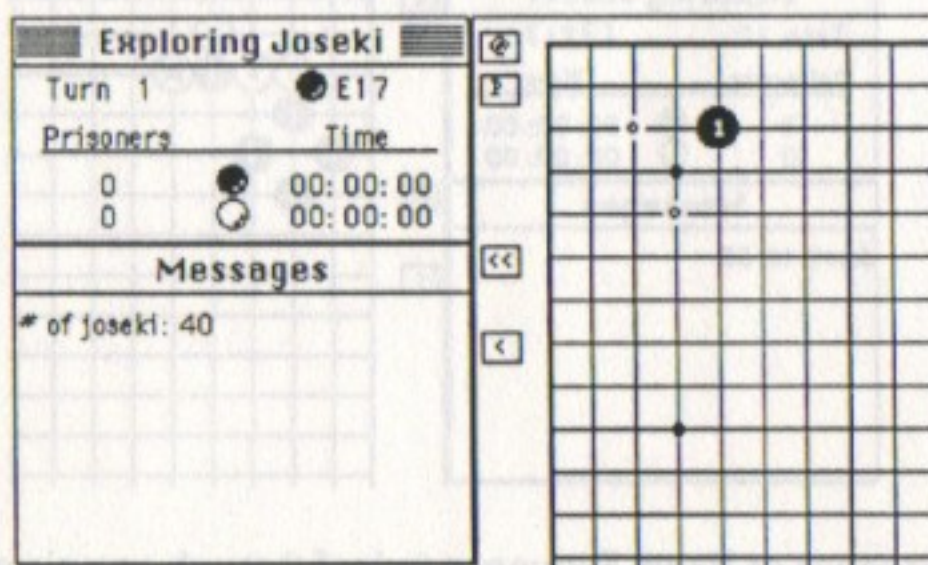 Exploring Joseki
Turn 1 E17
Prisoners Time
0 00:00:00
0 00:00:00
Messages
# of joseki: 40
<<
<
1